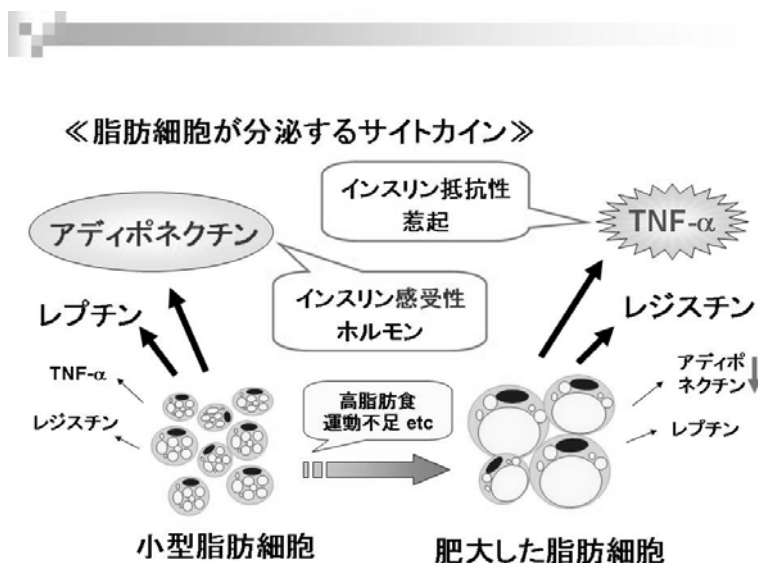 ≪脂肪細胞が分泌するサイトカイン≫
インスリン抵抗性
惹起
TNF-α
アディポネクチン
インスリン感受性
ホルモン
レプチン
レジスチン
TNF-α
レジスチン
高脂肪食
運動不足 etc
アディポ
ネクチン
レプチン
小型脂肪細胞
肥大した脂肪細胞